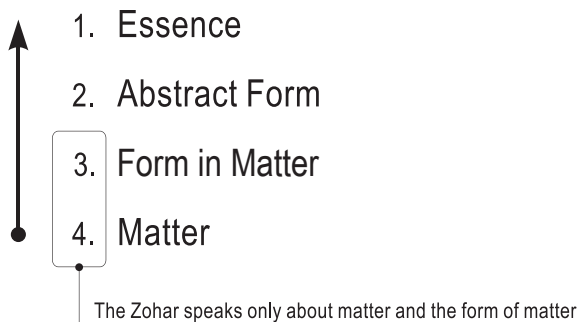 1. Essence
2. Abstract Form
3. Form in Matter
4. Matter
The Zohar speaks only about matter and the form of matter